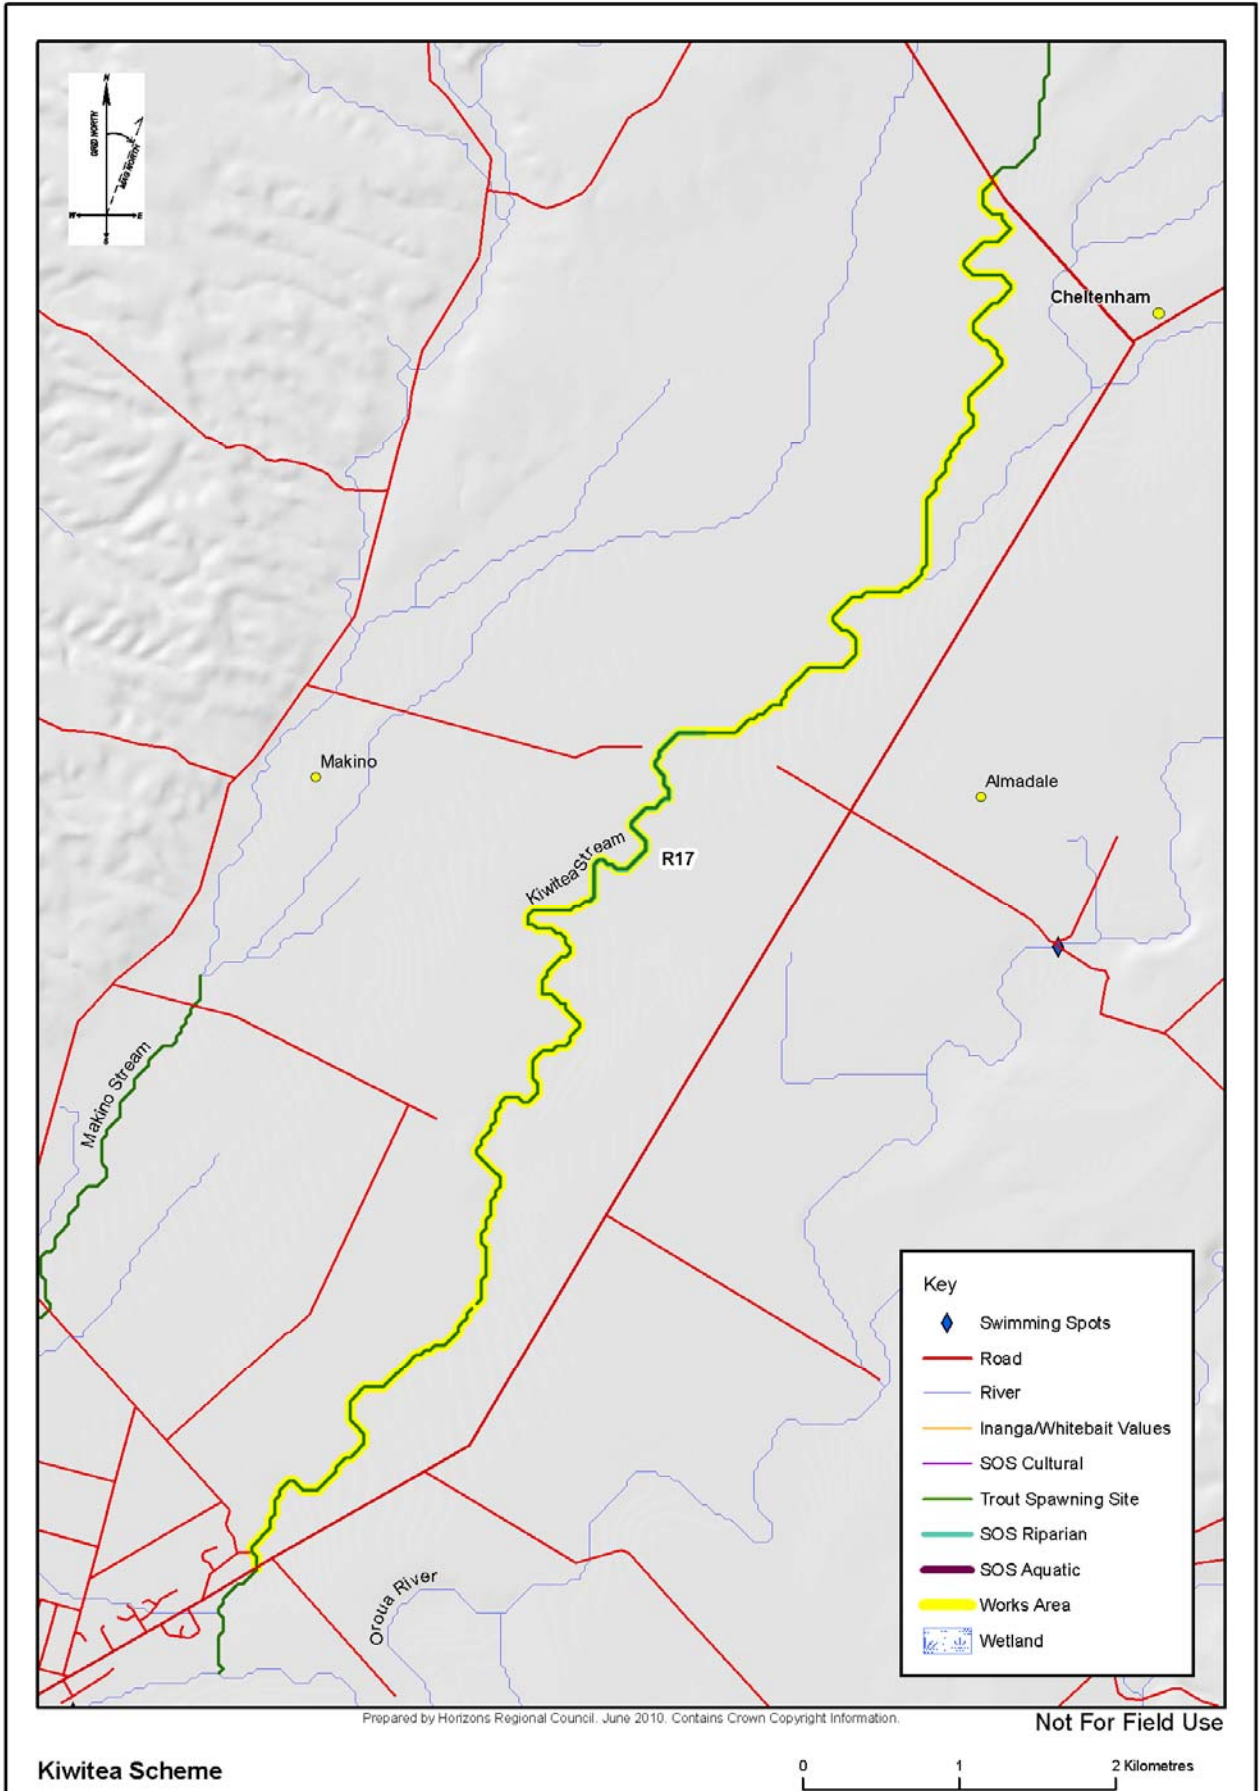 N
GRID NORTH
MAG NORTH
W E
S
Cheltenham
Makino
Almadale
Kiwitea Stream
R17
Makino Stream
Oroua River
Key
Swimming Spots
Road
River
Inanga/Whitebait Values
SOS Cultural
Trout Spawning Site
SOS Riparian
SOS Aquatic
Works Area
Wetland
Prepared by Horizons Regional Council. June 2010. Contains Crown Copyright Information.
Not For Field Use
Kiwitea Scheme
0 1 2 Kilometres